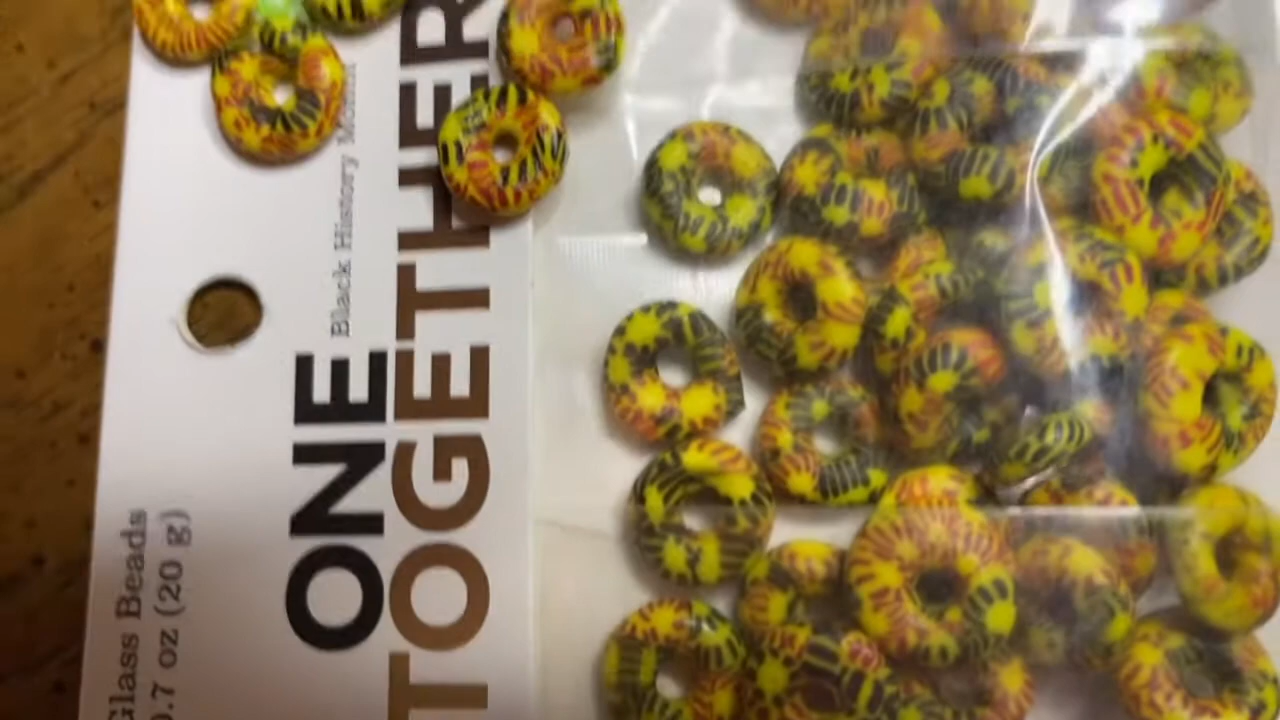 ONE
Black History Month
TOGETHER
Glass Beads
0.7 oz (20 g)